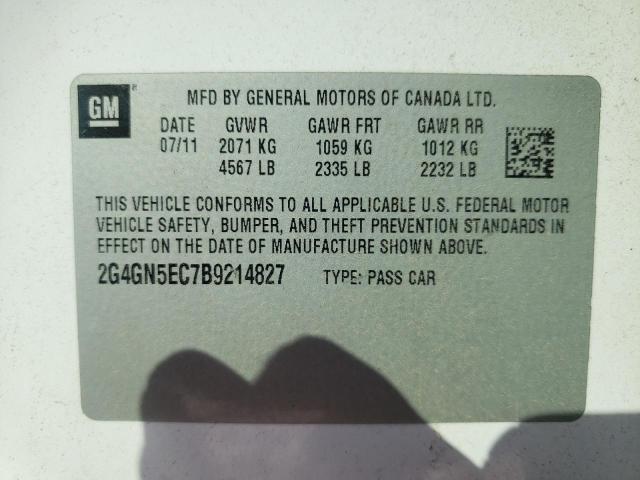 GM
MFD BY GENERAL MOTORS OF CANADA LTD.
DATE GVWR GAWR FRT GAWR RR
07/11 2071 KG 1059 KG 1012 KG
4567 LB 2335 LB 2232 LB
THIS VEHICLE CONFORMS TO ALL APPLICABLE U.S. FEDERAL MOTOR
VEHICLE SAFETY, BUMPER, AND THEFT PREVENTION STANDARDS IN
EFFECT ON THE DATE OF MANUFACTURE SHOWN ABOVE.
2G4GN5EC7B9214827 TYPE: PASS CAR